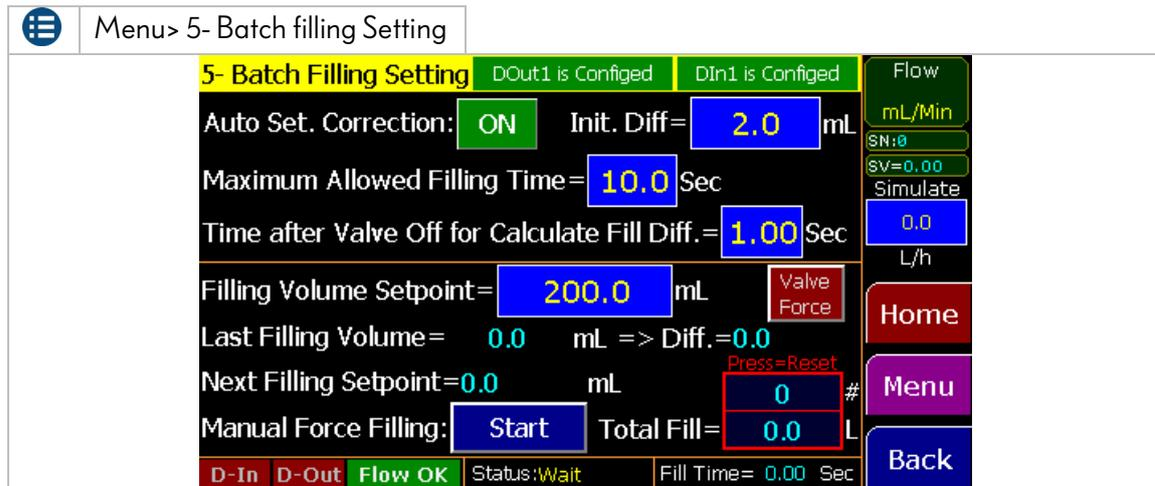 Menu> 5- Batch filling Setting
5- Batch Filling Setting DOut1 is Configed DIn1 is Configed Flow
mL/Min
Auto Set. Correction: ON Init. Diff= 2.0 mL
SN:0
SV=0.00
Maximum Allowed Filling Time= 10.0 Sec Simulate
Time after Valve Off for Calculate Fill Diff.= 1.00 Sec 0.0
L/h
Filling Volume Setpoint= 200.0 mL Valve
Force
Home
Last Filling Volume= 0.0 mL => Diff.=0.0
Press=Reset
Next Filling Setpoint=0.0 mL 0 # Menu
Manual Force Filling: Start Total Fill= 0.0 L
Back
D-In D-Out Flow OK Status:Wait Fill Time= 0.00 Sec